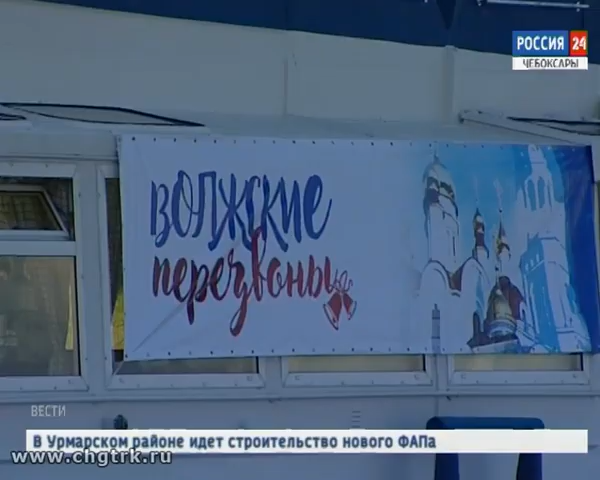 РОССИЯ 24
ЧЕБОКСАРЫ
ВОЛЖСКИЕ
перезвоны
ВЕСТИ
В Урмарском районе идет строительство нового ФАПа
www.chgtrk.ru